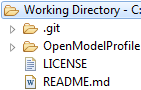 Working Directory - C:
.git
OpenModelProfile
LICENSE
README.md